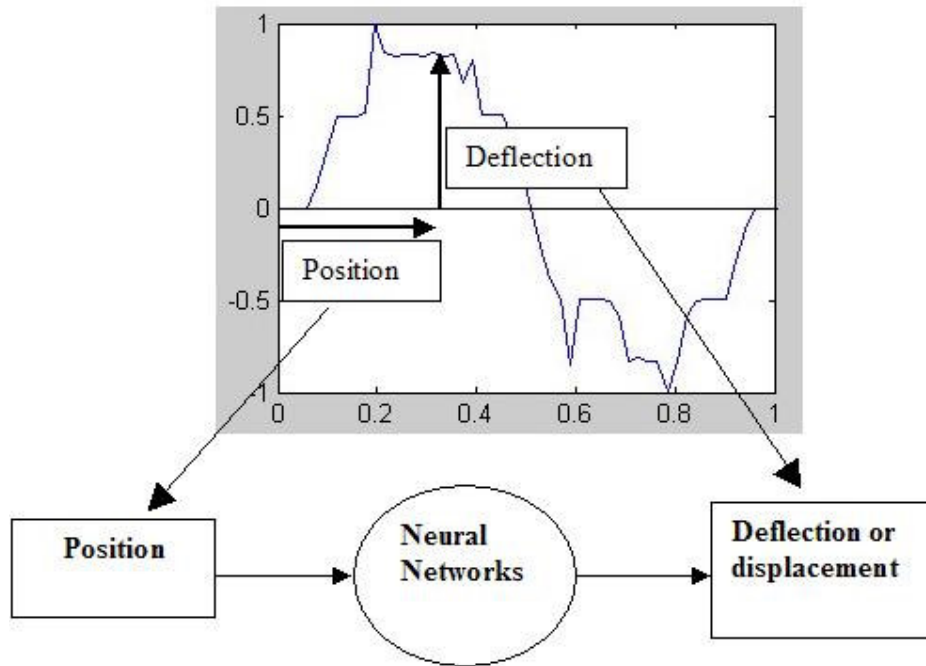 1
0.5
Deflection
0
Position
-0.5
-1
0
0.2
0.4
0.6
0.8
1
Position
Neural
Networks
Deflection or
displacement